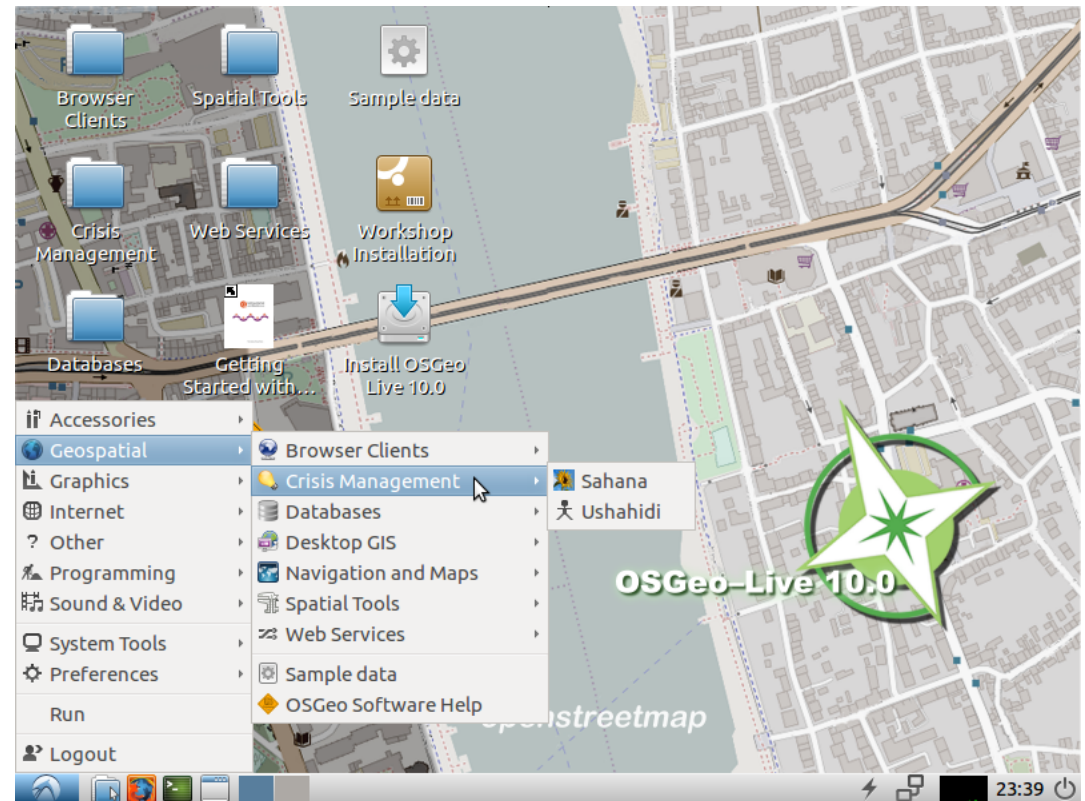 Browser
Clients
Spatial Tools
Sample data
Crisis
Management
Web Services
Workshop
Installation
Databases
Getting
Started with...
Install OSGeo
Live 10.0
Accessories
Geospatial
Graphics
Internet
Other
Programming
Sound & Video
System Tools
Preferences
Run
Logout
Browser Clients
Crisis Management
Databases
Desktop GIS
Navigation and Maps
Spatial Tools
Web Services
Sample data
OSGeo Software Help
Sahana
Ushahidi
OSGeo-Live 10.0
openstreetmap
23:39